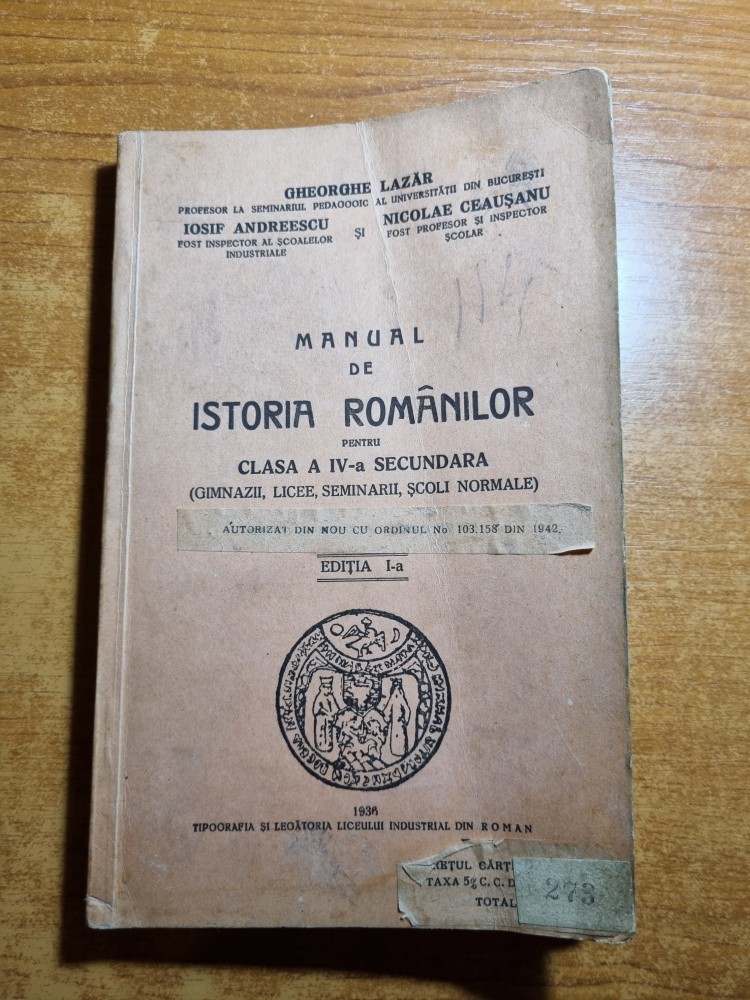 GHEORGHE LAZĂR
PROFESOR LA SEMINARIUL PEDAGOGIC AL UNIVERSITĂȚII DIN BUCUREȘTI
IOSIF ANDREESCU ȘI NICOLAE CEAUȘANU
FOST INSPECTOR AL ȘCOALELOR INDUSTRIALE
FOST PROFESOR ȘI INSPECTOR ȘCOLAR
MANUAL
DE
ISTORIA ROMÂNILOR
PENTRU
CLASA A IV-a SECUNDARA
(GIMNAZII, LICEE, SEMINARII, ȘCOLI NORMALE)
AUTORIZAT DIN NOU CU ORDINUL No 103.158 DIN 1942.
EDIȚIA I-a
1936
TIPOGRAFIA ȘI LEGĂTORIA LICEULUI INDUSTRIAL DIN ROMAN
TAXA 5% C. C. D
TOTAL
273